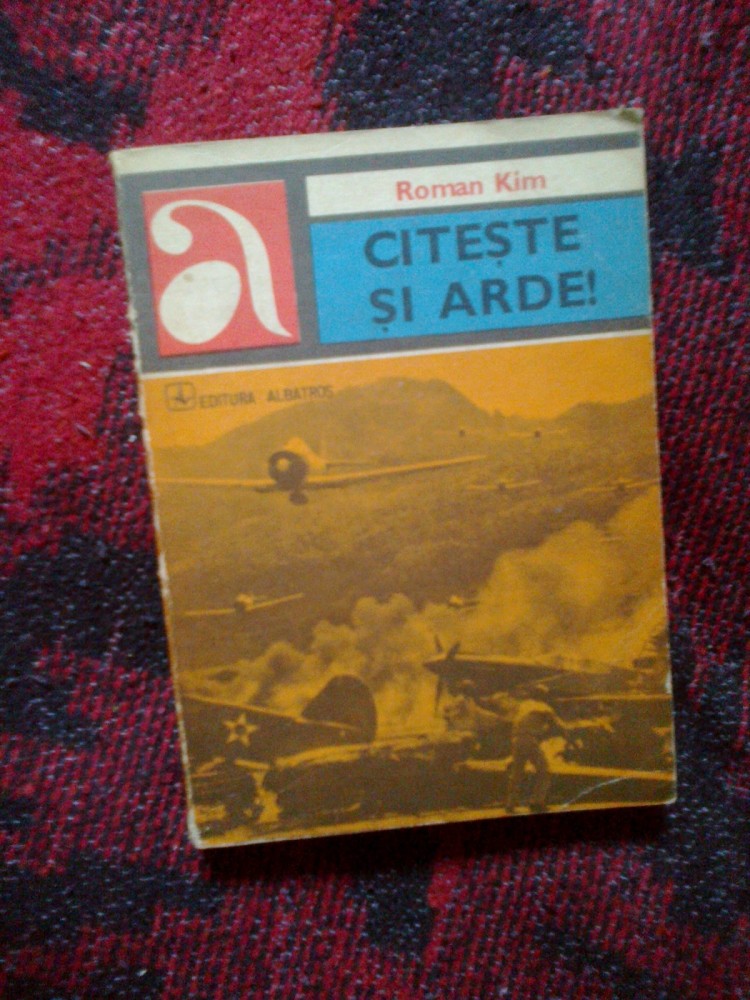 a
Roman Kim
CITEȘTE
ȘI ARDE!
EDITURA ALBATROS